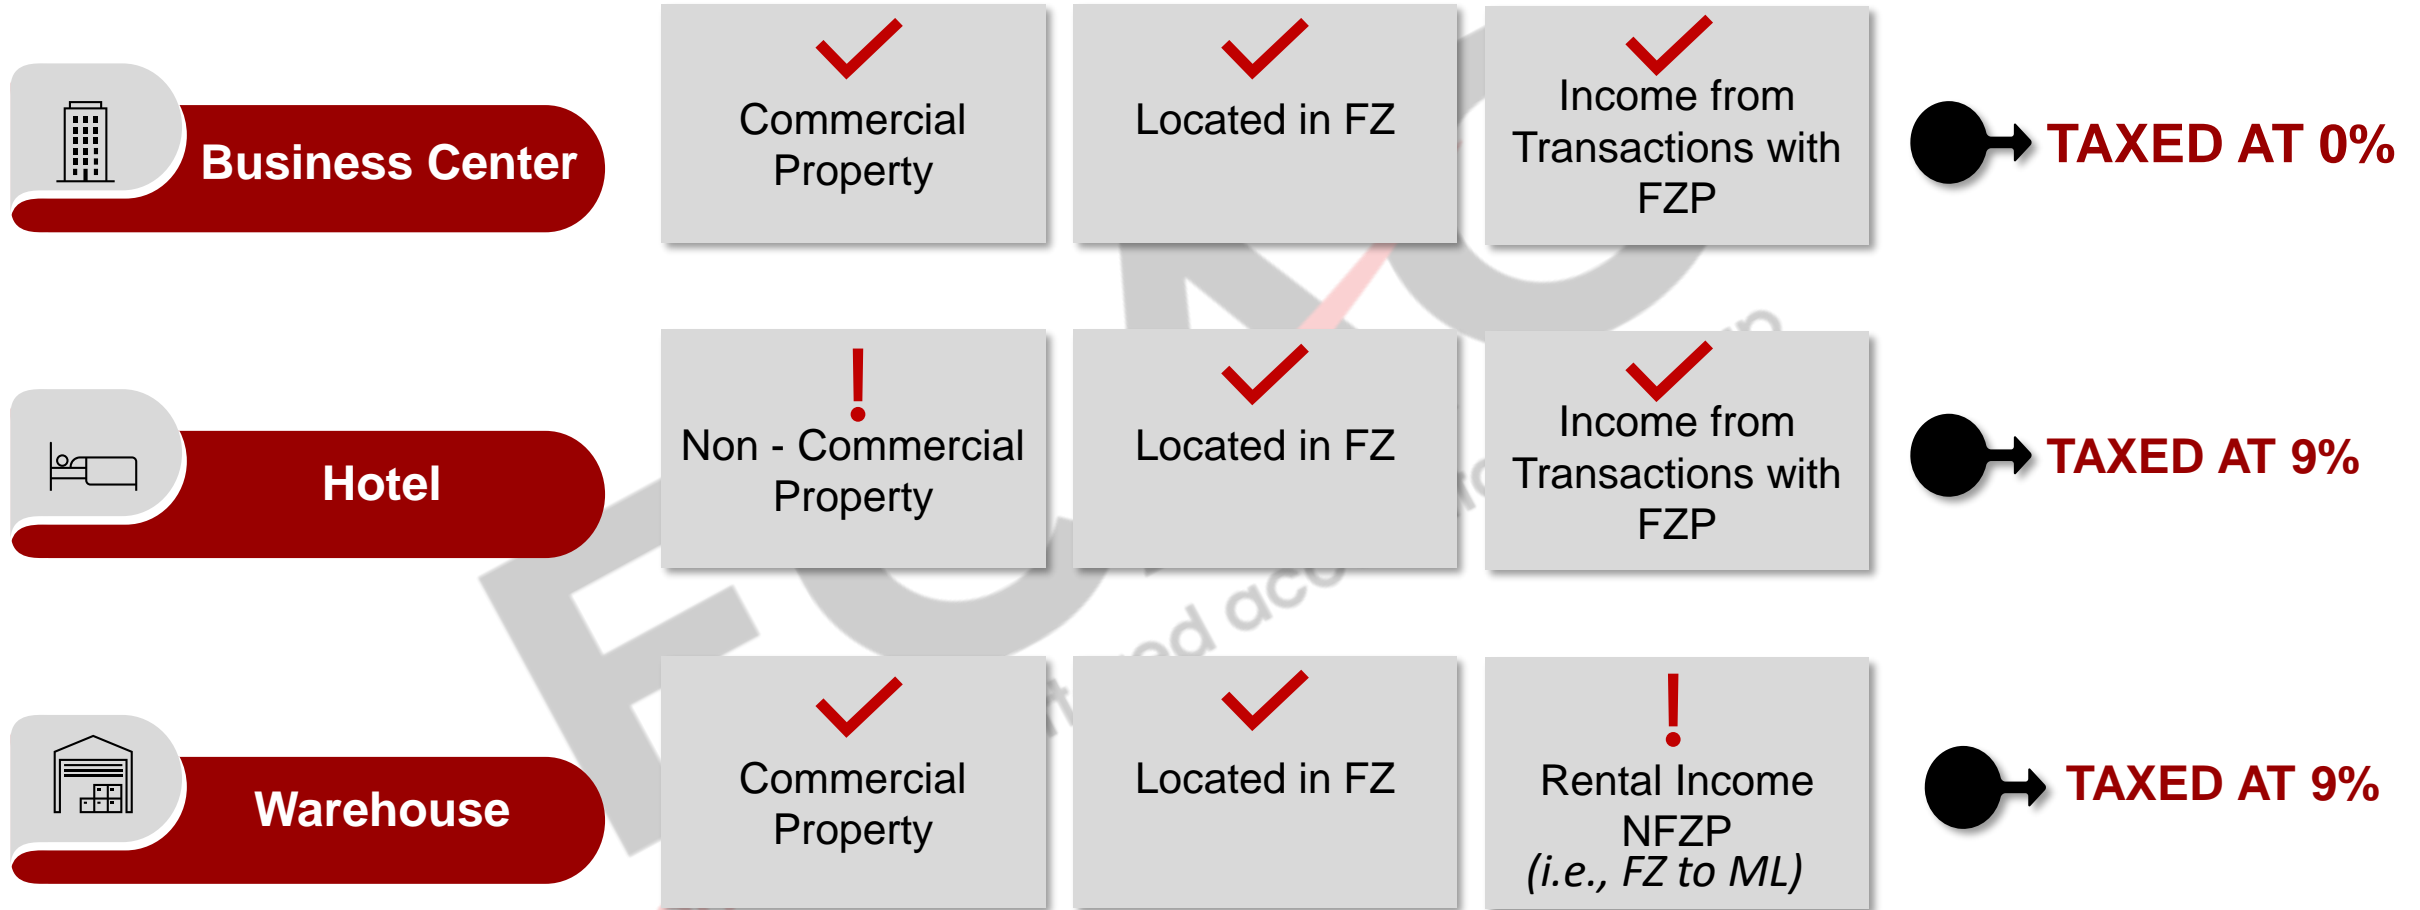 Business Center
Commercial
Property
Located in FZ
Income from
Transactions with
FZP
TAXED AT 0%
Hotel
Non - Commercial
Property
Located in FZ
Income from
Transactions with
FZP
TAXED AT 9%
Warehouse
Commercial
Property
Located in FZ
Rental Income
NFZP
(i.e., FZ to ML)
TAXED AT 9%